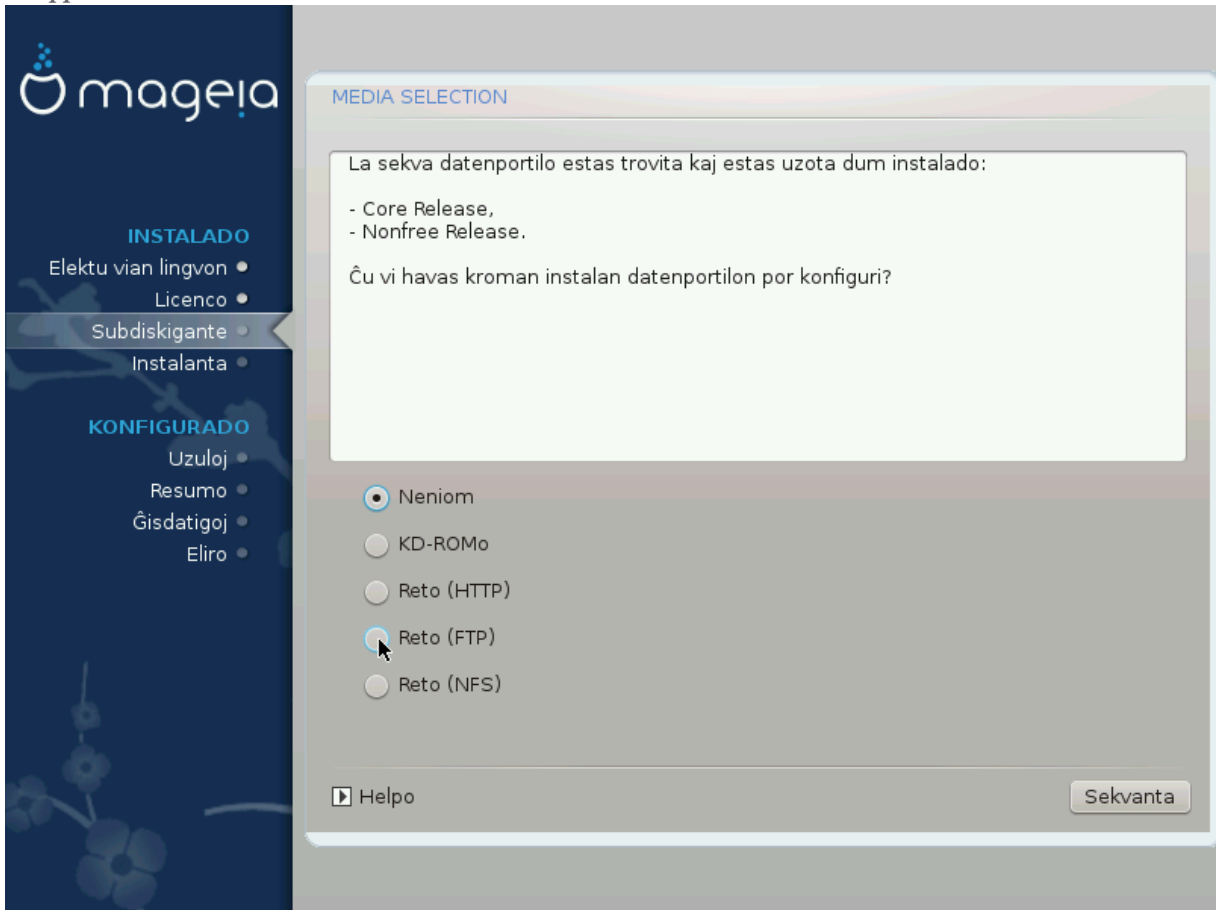 mageia
INSTALADO
Elektu vian lingvon
Licenco
Subdiskigante
Instalanta
KONFIGURADO
Uzuloj
Resumo
Ĝisdatigoj
Eliro
MEDIA SELECTION
La sekva datenportilo estas trovita kaj estas uzota dum instalado:
- Core Release,
- Nonfree Release.
Ĉu vi havas kroman instalan datenportilon por konfiguri?
Neniom
KD-ROMo
Reto (HTTP)
Reto (FTP)
Reto (NFS)
Helpo
Sekvanta